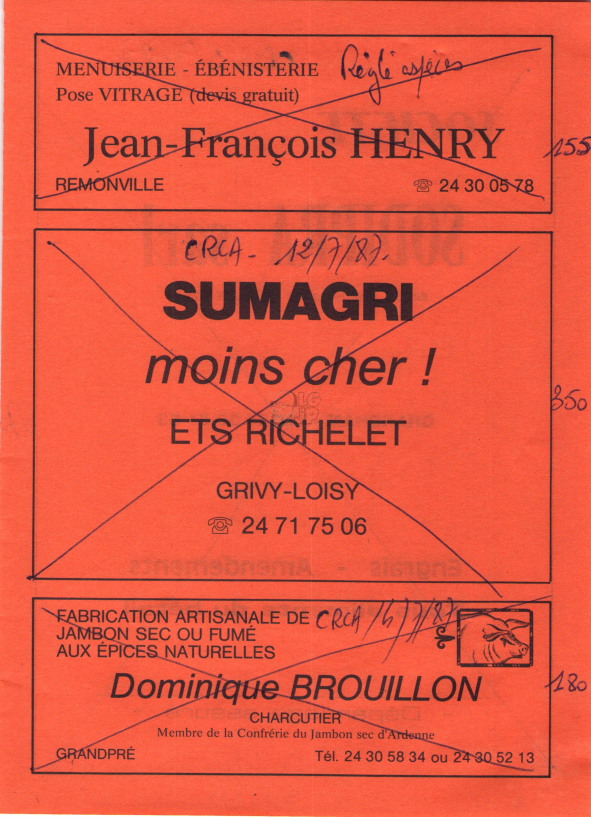 MENUISERIE - ÉBÉNISTERIE Réglé espèces
Pose VITRAGE (devis gratuit)
Jean-François HENRY
155
REMONVILLE ☎ 24 30 05 78
CRCA - 12/7/87.
SUMAGRI
moins cher !
350
ETS RICHELET
GRIVY-LOISY
☎ 24 71 75 06
FABRICATION ARTISANALE DE CRCA 14/7/87
JAMBON SEC OU FUMÉ
AUX ÉPICES NATURELLES
Dominique BROUILLON
180
CHARCUTIER
Membre de la Confrérie du Jambon sec d'Ardenne
GRANDPRÉ Tél. 24 30 58 34 ou 24 30 52 13